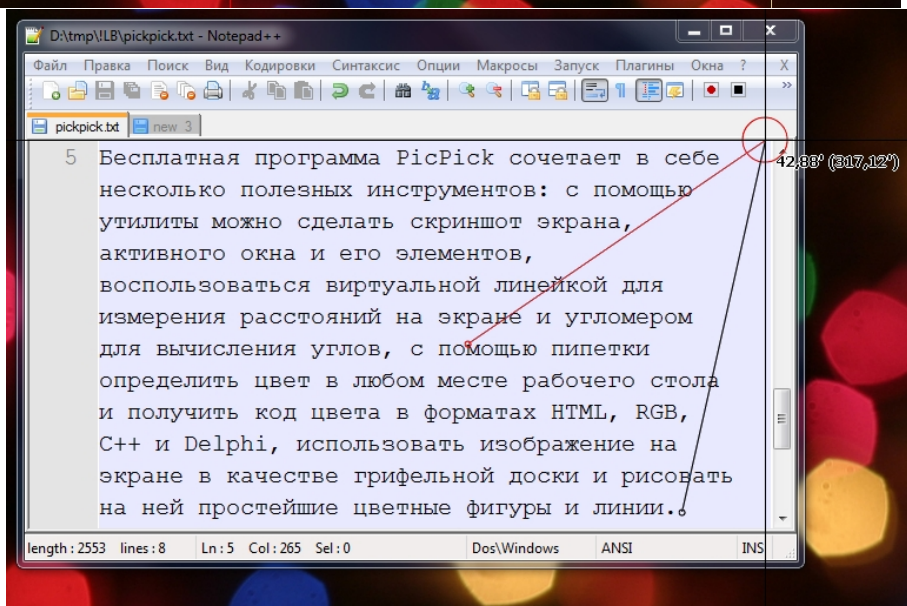 D:\tmp\!LB\pickpick.txt - Notepad++
Файл Правка Поиск Вид Кодировки Синтаксис Опции Макросы Запуск Плагины Окна ? X
pickpick.txt new 3
42,88° (317,12°)
5 Бесплатная программа PicPick сочетает в себе
несколько полезных инструментов: с помощью
утилиты можно сделать скриншот экрана,
активного окна и его элементов,
воспользоваться виртуальной линейкой для
измерения расстояний на экране и угломером
для вычисления углов, с помощью пипетки
определить цвет в любом месте рабочего стола
и получить код цвета в форматах HTML, RGB,
C++ и Delphi, использовать изображение на
экране в качестве грифельной доски и рисовать
на ней простейшие цветные фигуры и линии.
length : 2553 lines : 8 Ln : 5 Col : 265 Sel : 0 Dos\Windows ANSI INS